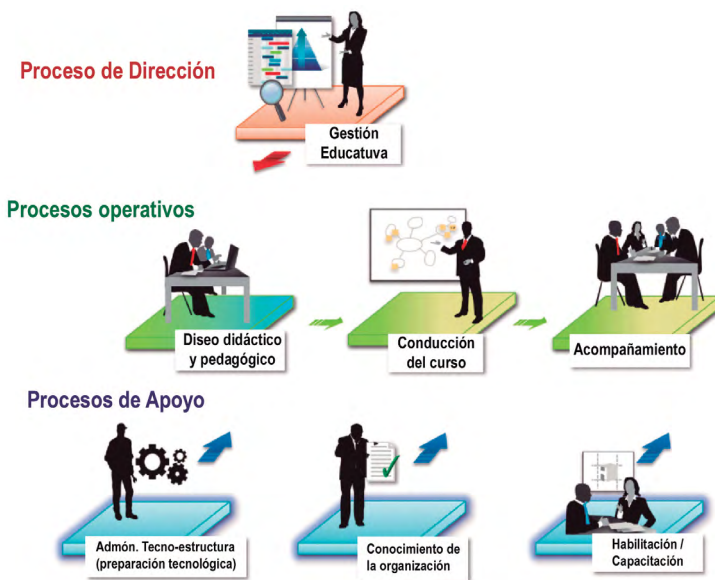 Proceso de Dirección
Gestión
Educatuva
Procesos operativos
Diseo didáctico
y pedagógico
Conducción
del curso
Acompañamiento
Procesos de Apoyo
Admón. Tecno-estructura
(preparación tecnológica)
Conocimiento de
la organización
Habilitación /
Capacitación